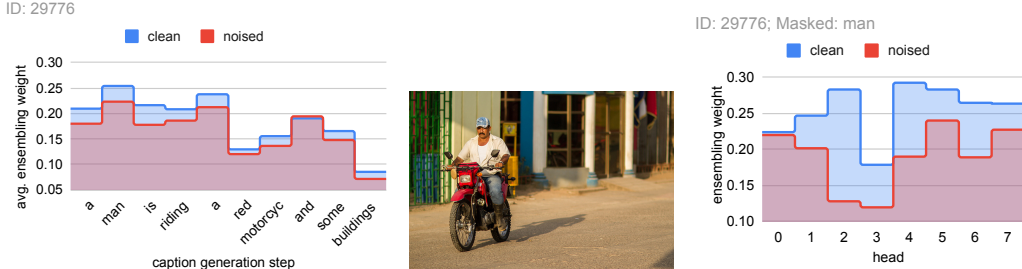 ID: 29776
clean noised
avg. ensembling weight
0.30
0.25
0.20
0.15
0.10
0.05
a man is riding a red motorcyc and some buildings
caption generation step
ID: 29776; Masked: man
clean noised
ensembling weight
0.30
0.25
0.20
0.15
0.10
0 1 2 3 4 5 6 7
head